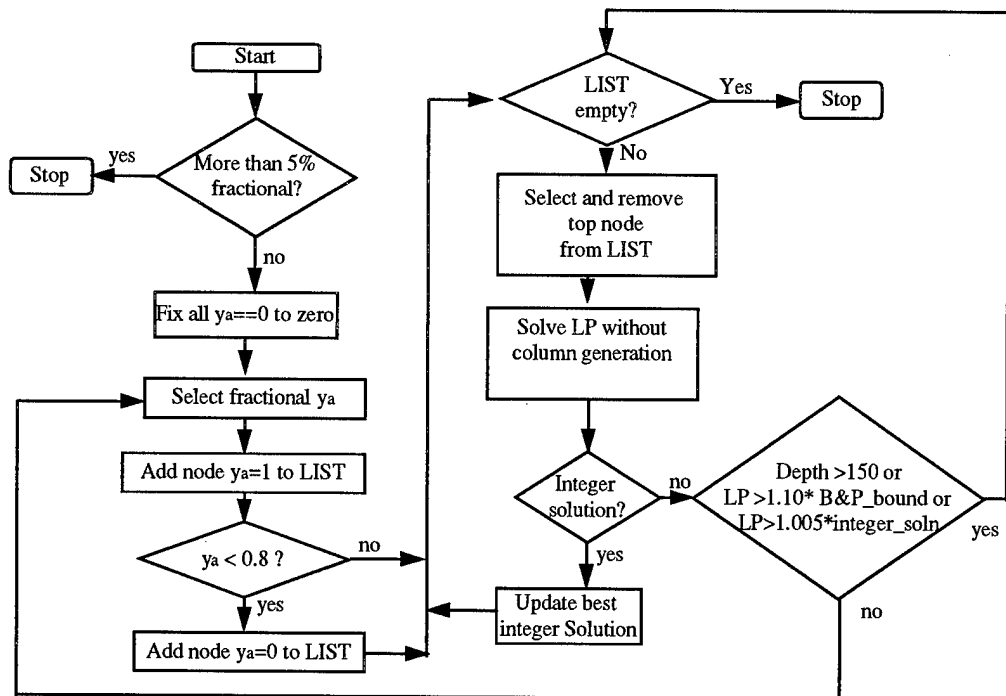 Start
More than 5%
fractional?
yes
Stop
no
Fix all ya==0 to zero
Select fractional ya
Add node ya=1 to LIST
ya < 0.8 ?
no
yes
Add node ya=0 to LIST
LIST
empty?
Yes
Stop
No
Select and remove
top node
from LIST
Solve LP without
column generation
Integer
solution?
no
yes
Update best
integer Solution
Depth >150 or
LP >1.10* B&P_bound or
LP>1.005*integer_soln
yes
no